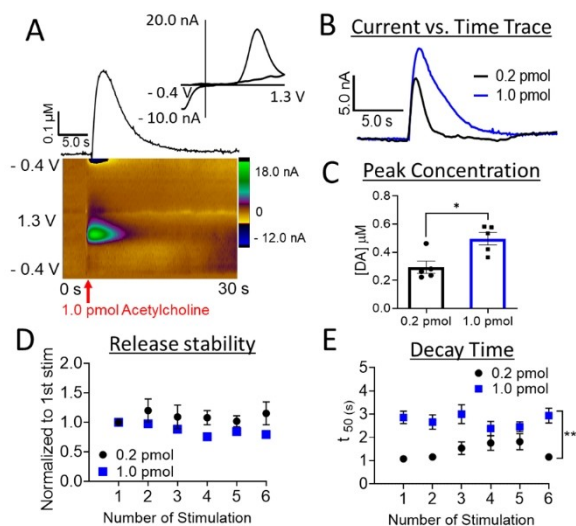 A
20.0 nA
- 0.4 V
1.3 V
- 10.0 nA
0.1 µM
5.0 s
- 0.4 V
1.3 V
- 0.4 V
18.0 nA
0
- 12.0 nA
0 s
30 s
1.0 pmol Acetylcholine
B
Current vs. Time Trace
5.0 nA
5.0 s
0.2 pmol
1.0 pmol
C
Peak Concentration
[DA] µM
0.8
0.6
0.4
0.2
0.0
*
0.2 pmol
1.0 pmol
D
Release stability
Normalized to 1st stim
2.0
1.5
1.0
0.5
0.0
0.2 pmol
1.0 pmol
1 2 3 4 5 6
Number of Stimulation
E
Decay Time
t 50 (s)
6
5
4
3
2
1
0
0.2 pmol
1.0 pmol
**
1 2 3 4 5 6
Number of Stimulation